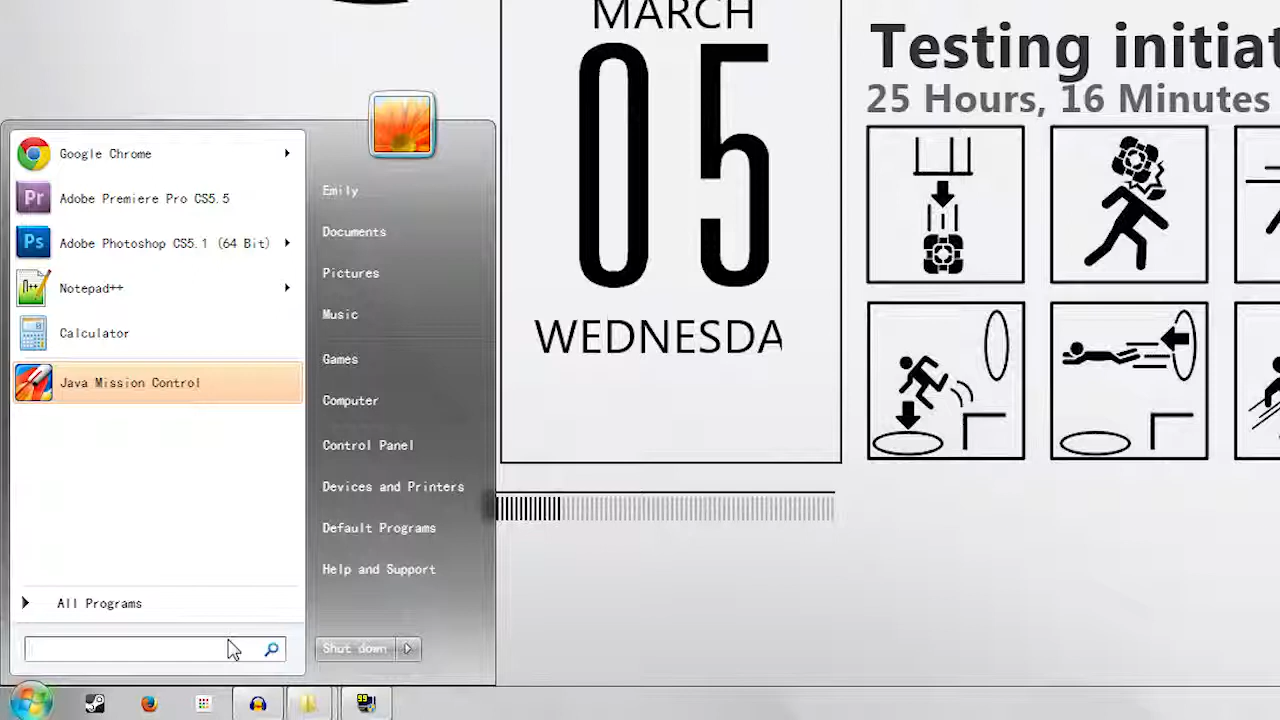 MARCH
05
WEDNESDA
Testing initiat
25 Hours, 16 Minutes
Google Chrome
Adobe Premiere Pro CS5.5
Adobe Photoshop CS5.1 (64 Bit)
Notepad++
Calculator
Java Mission Control
All Programs
Emily
Documents
Pictures
Music
Games
Computer
Control Panel
Devices and Printers
Default Programs
Help and Support
Shut down